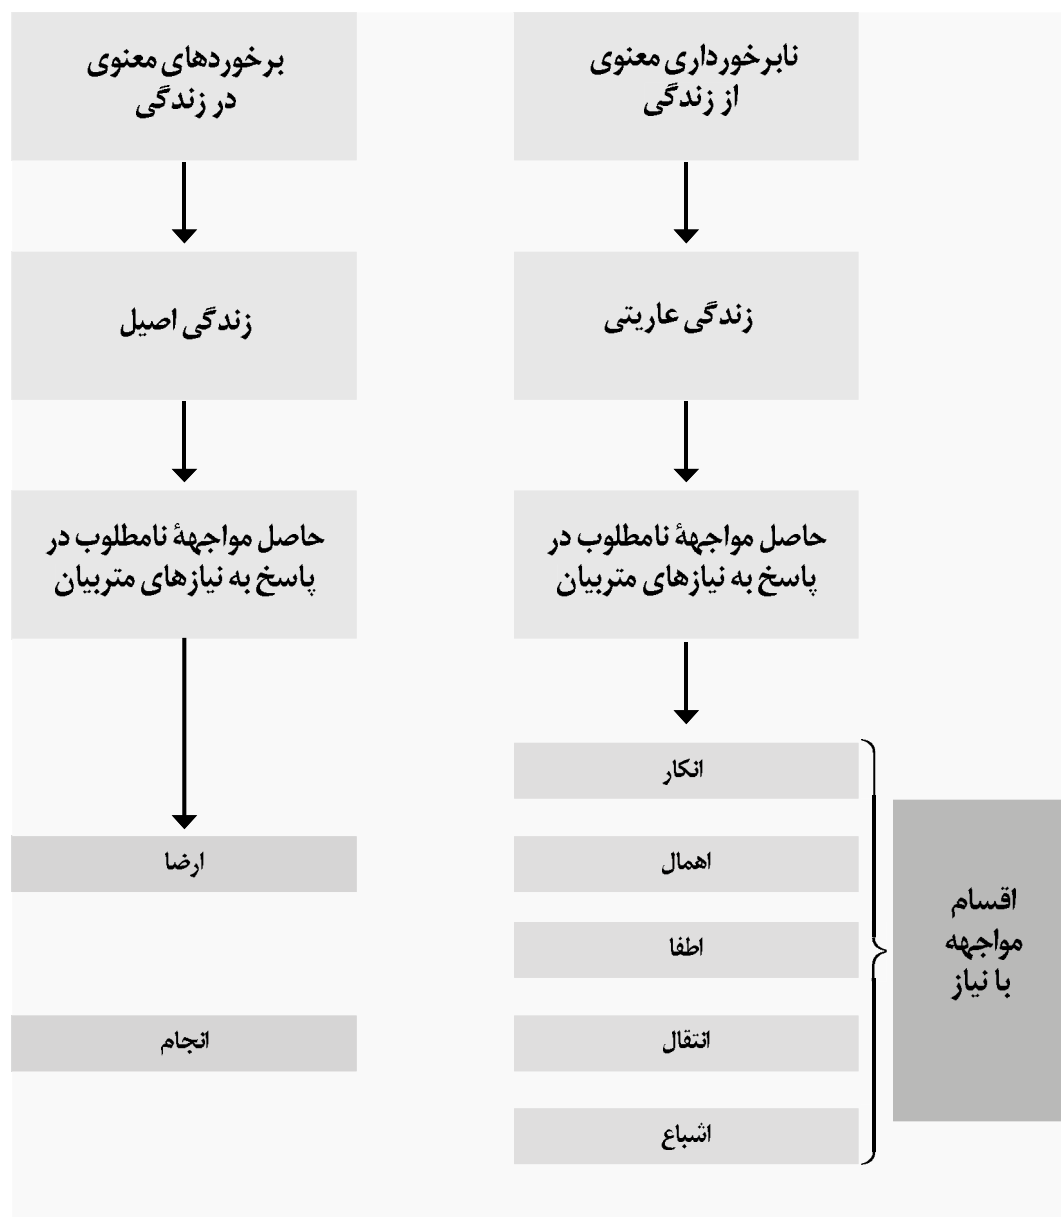 نابرخورداری معنوی
از زندگی
زندگی عاریتی
حاصل مواجههٔ نامطلوب در
پاسخ به نیازهای متربیان
انکار
اهمال
اطفا
انتقال
اشباع
اقسام
مواجهه
با نیاز
برخوردهای معنوی
در زندگی
زندگی اصیل
حاصل مواجههٔ نامطلوب در
پاسخ به نیازهای متربیان
ارضا
انجام